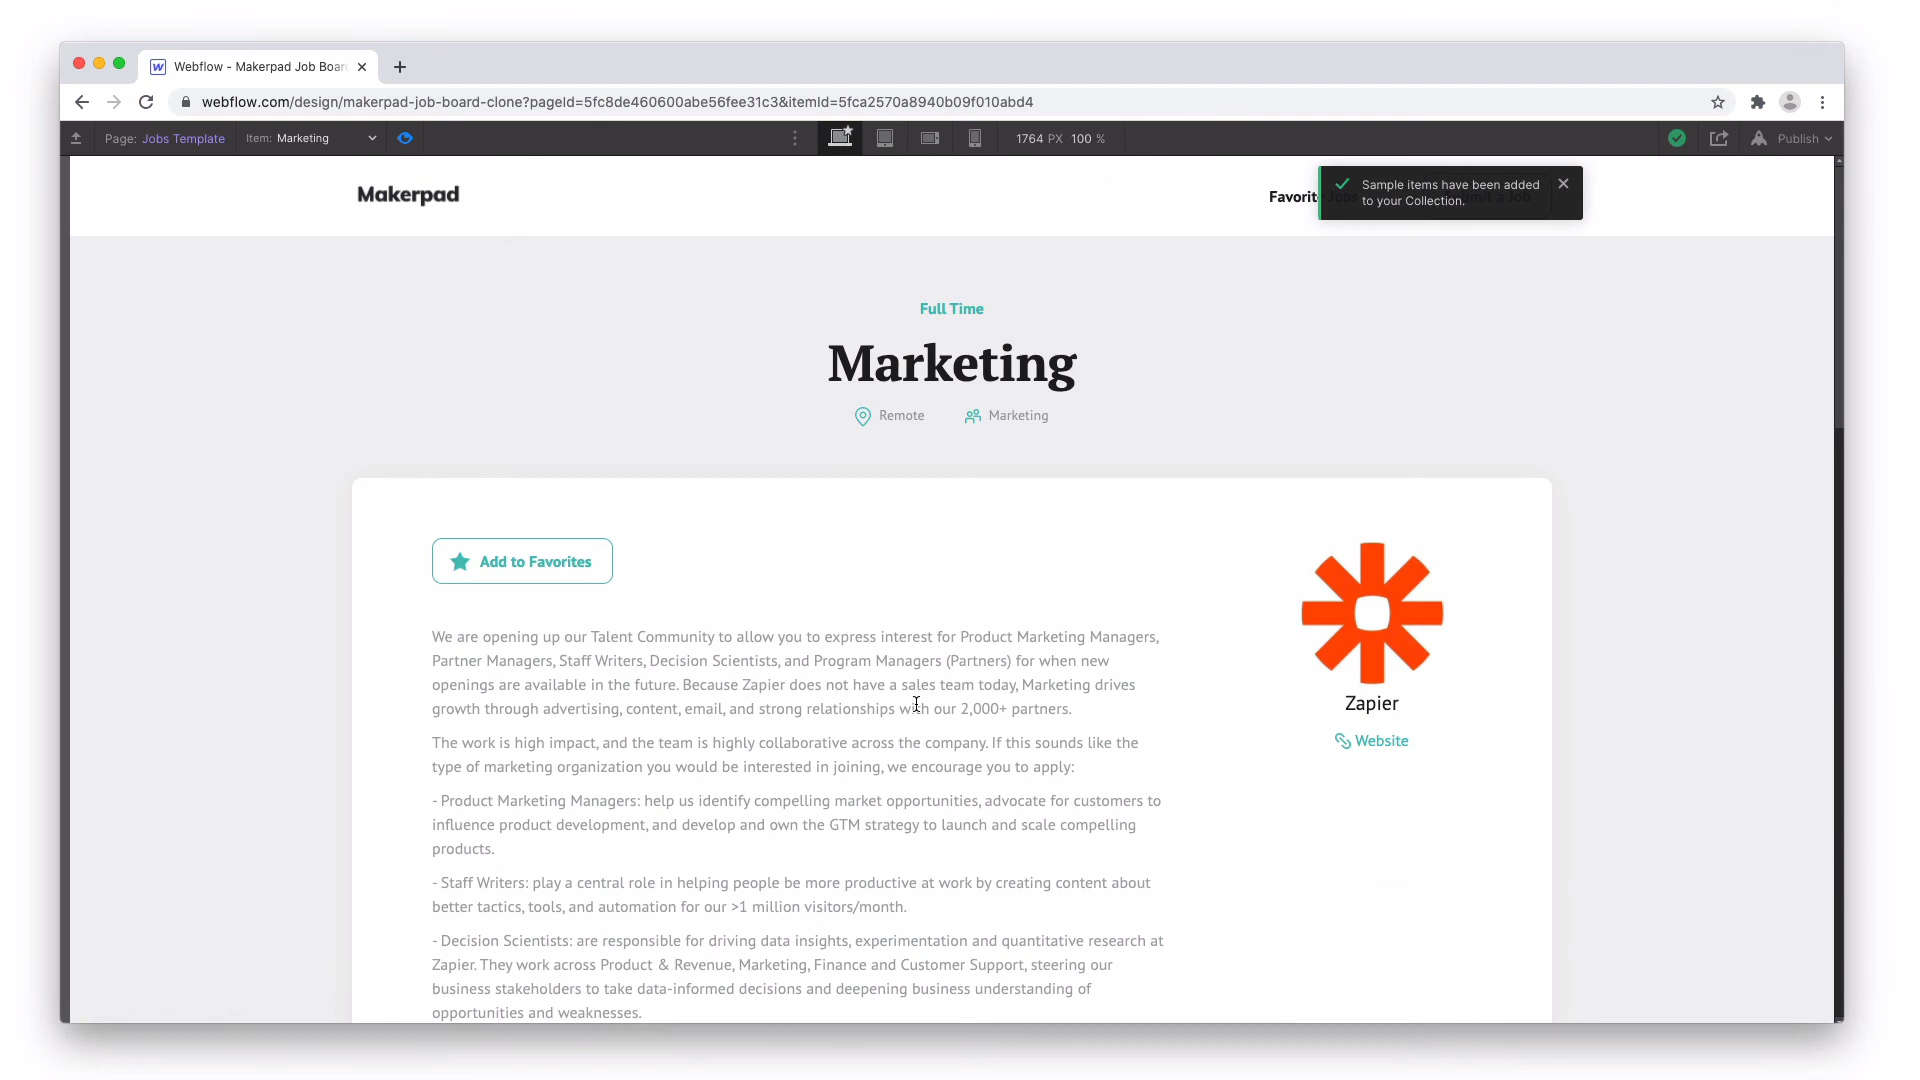 Webflow - Makerpad Job Boar
webflow.com/design/makerpad-job-board-clone?pageId=5fc8de460600abe56fee31c3&itemId=5fca2570a8940b09f010abd4
Page: Jobs Template Item: Marketing 1764 PX 100 % Publish
Makerpad
Favorit
Sample items have been added
to your Collection.
Full Time
Marketing
Remote Marketing
Add to Favorites
We are opening up our Talent Community to allow you to express interest for Product Marketing Managers,
Partner Managers, Staff Writers, Decision Scientists, and Program Managers (Partners) for when new
openings are available in the future. Because Zapier does not have a sales team today, Marketing drives
growth through advertising, content, email, and strong relationships with our 2,000+ partners.
The work is high impact, and the team is highly collaborative across the company. If this sounds like the
type of marketing organization you would be interested in joining, we encourage you to apply:
- Product Marketing Managers: help us identify compelling market opportunities, advocate for customers to
influence product development, and develop and own the GTM strategy to launch and scale compelling
products.
- Staff Writers: play a central role in helping people be more productive at work by creating content about
better tactics, tools, and automation for our >1 million visitors/month.
- Decision Scientists: are responsible for driving data insights, experimentation and quantitative research at
Zapier. They work across Product & Revenue, Marketing, Finance and Customer Support, steering our
business stakeholders to take data-informed decisions and deepening business understanding of
opportunities and weaknesses.
Zapier
Website